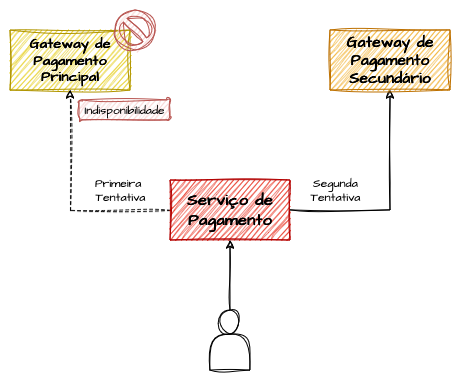 Gateway de
Pagamento
Principal
Gateway de
Pagamento
Secundário
Indisponibilidade
Primeira
Tentativa
Segunda
Tentativa
Serviço de
Pagamento